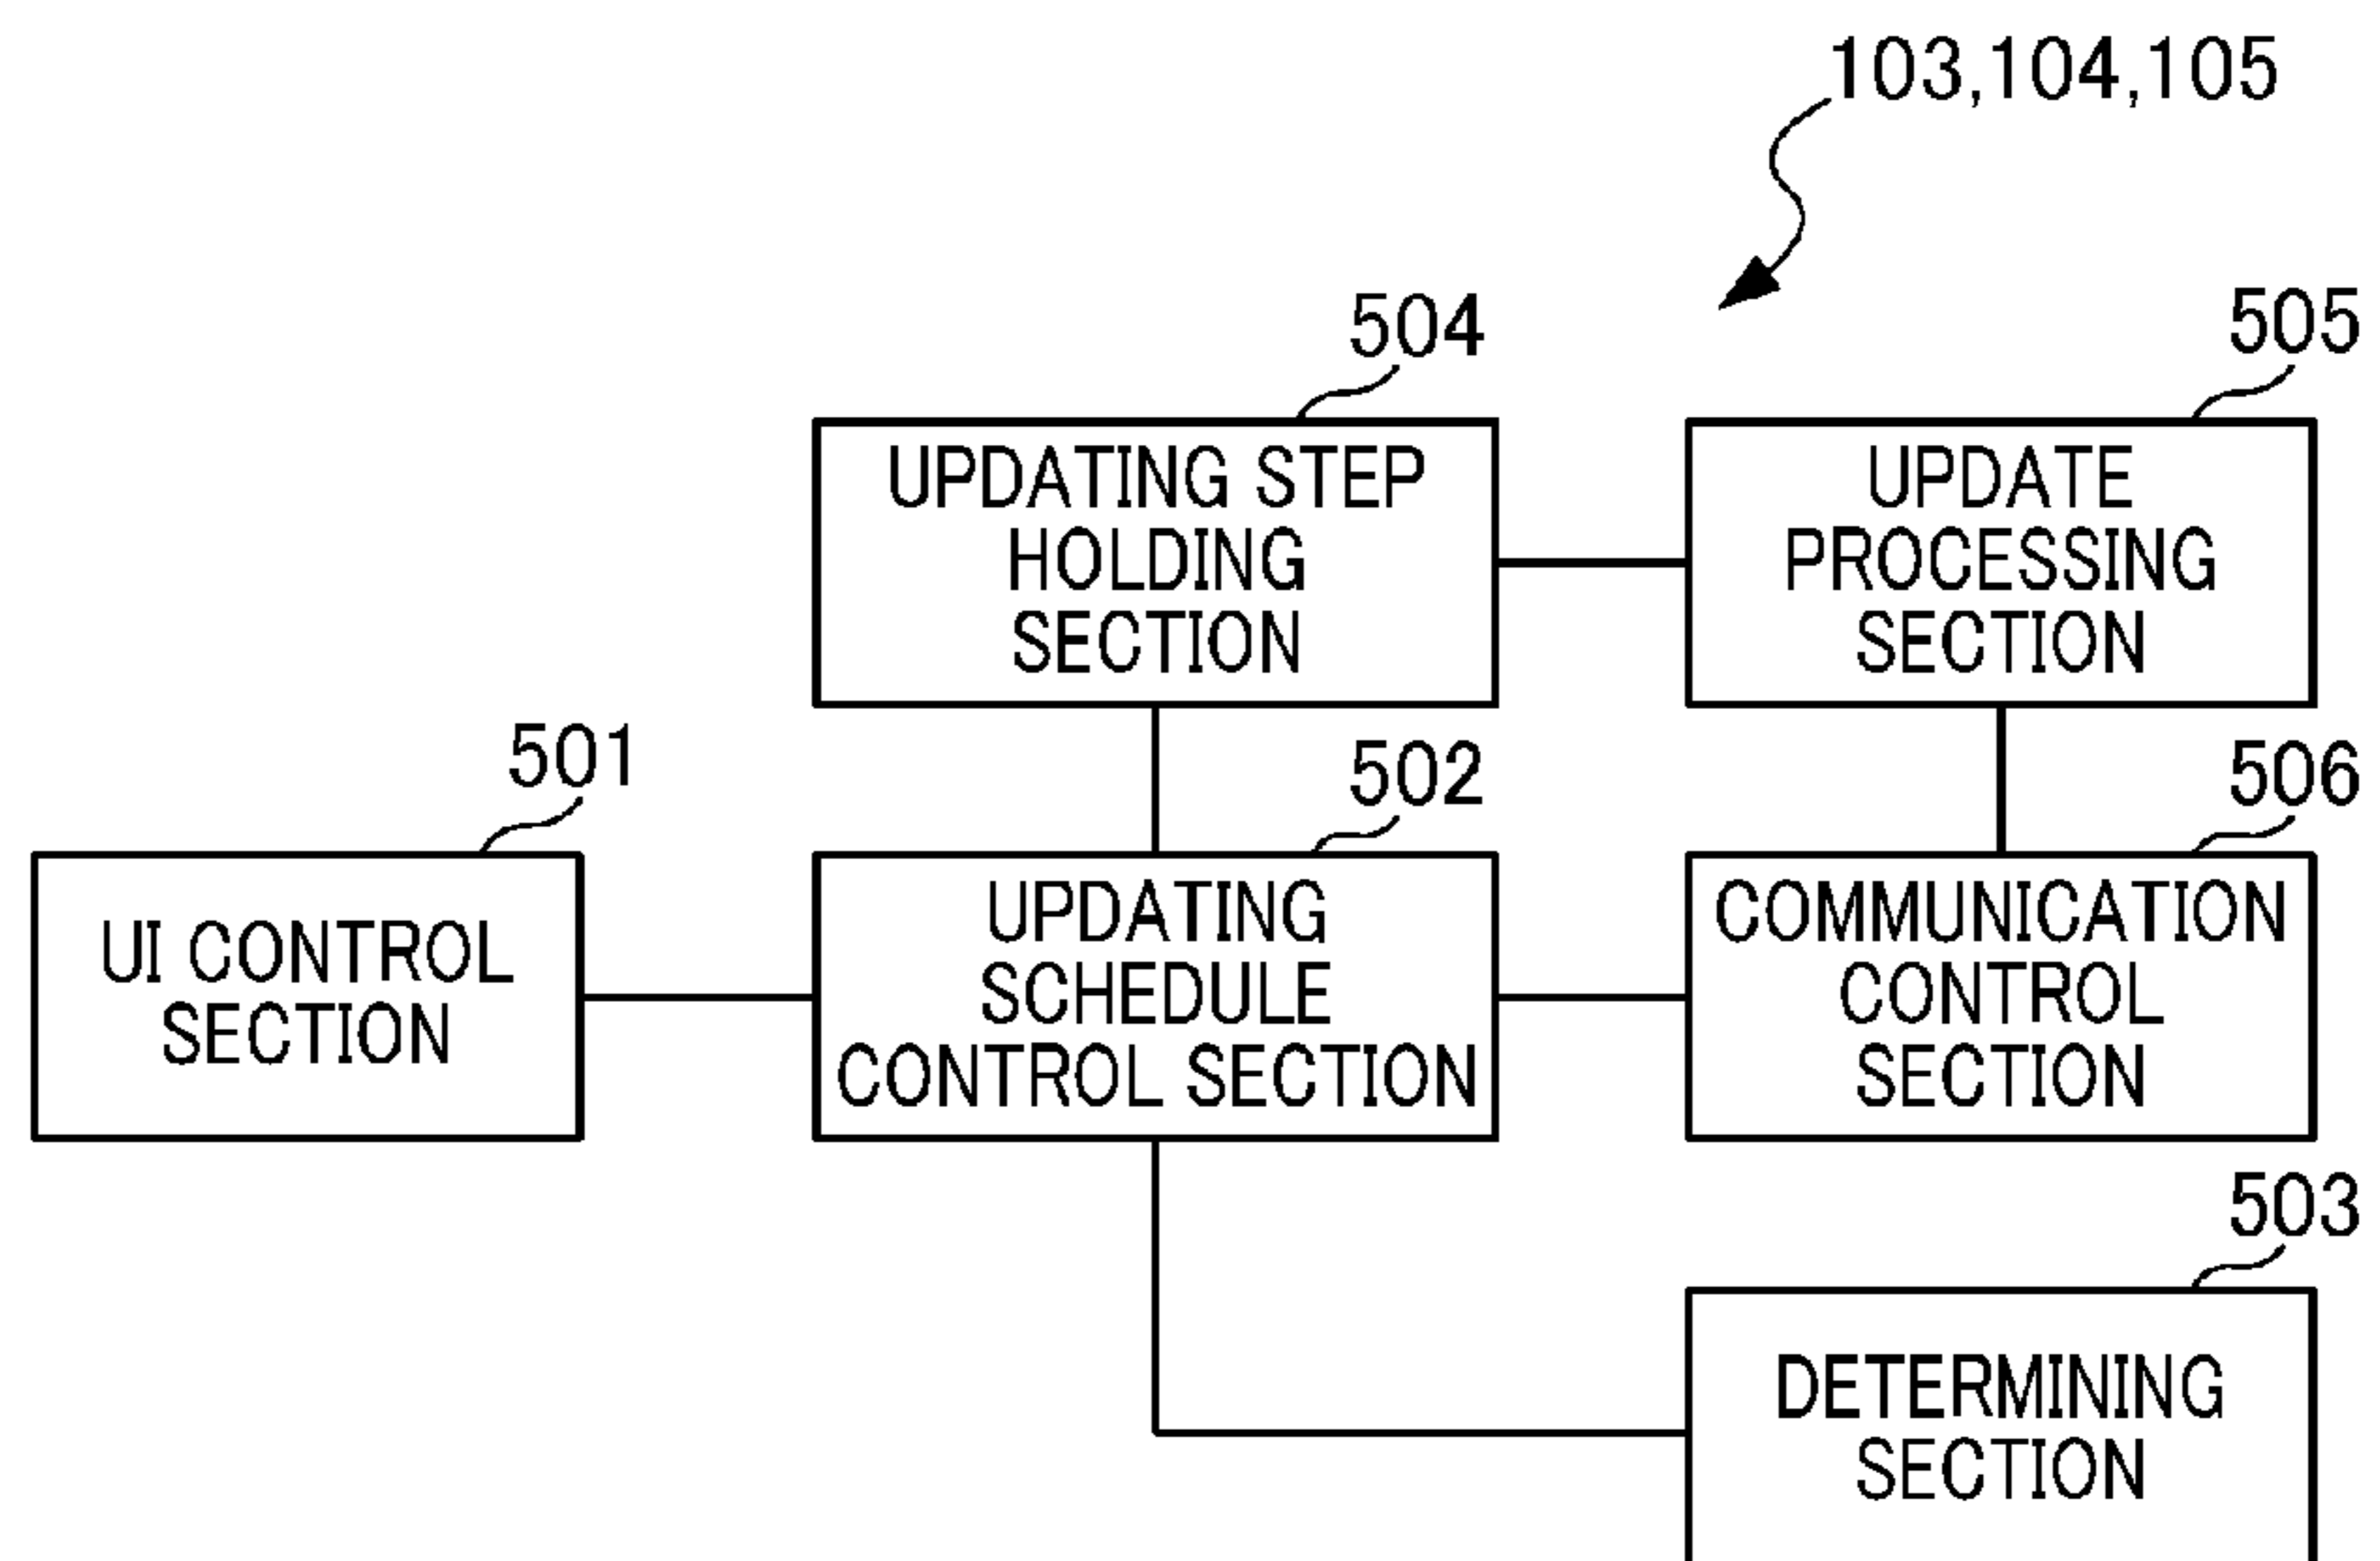 103,104,105
504
505
UPDATING STEP
HOLDING
SECTION
UPDATE
PROCESSING
SECTION
501
502
506
UI CONTROL
SECTION
UPDATING
SCHEDULE
CONTROL SECTION
COMMUNICATION
CONTROL
SECTION
503
DETERMINING
SECTION